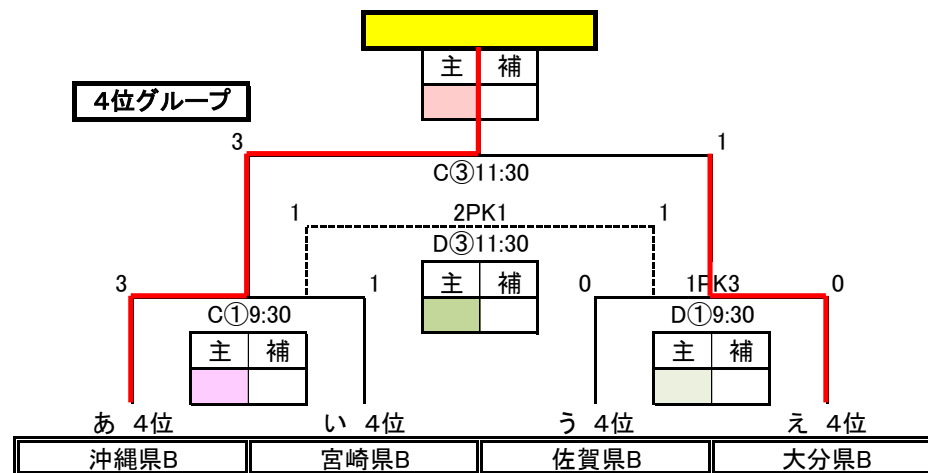 主 補
4位グループ
3 1
C③11:30
1 2PK1 1
D③11:30
主 補
3 1 0 1PK3 0
C①9:30 D①9:30
主 補 主 補
あ 4位 い 4位 う 4位 え 4位
沖縄県B 宮崎県B 佐賀県B 大分県B